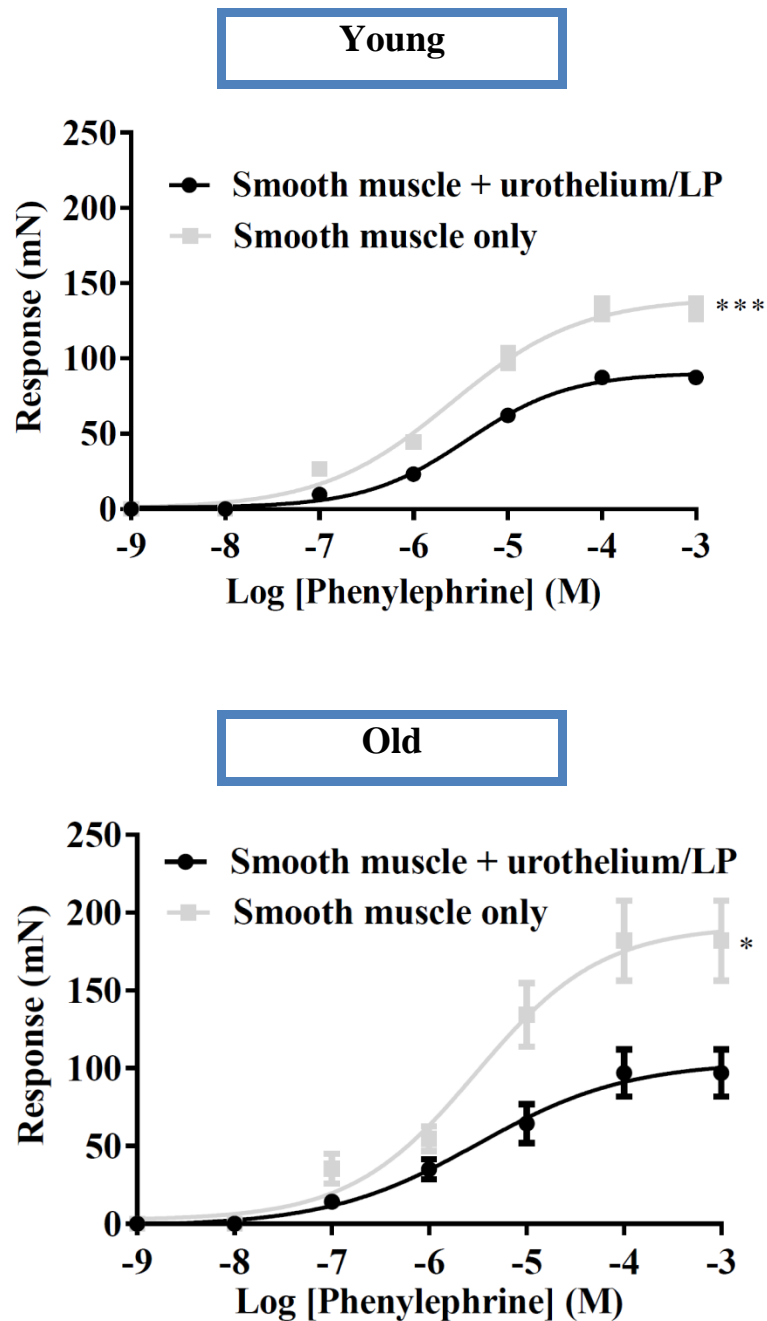 Young
250
200
150
100
50
0
Response (mN)
Smooth muscle + urothelium/LP
Smooth muscle only
***
-9 -8 -7 -6 -5 -4 -3
Log [Phenylephrine] (M)
Old
250
200
150
100
50
0
Response (mN)
Smooth muscle + urothelium/LP
Smooth muscle only
*
-9 -8 -7 -6 -5 -4 -3
Log [Phenylephrine] (M)